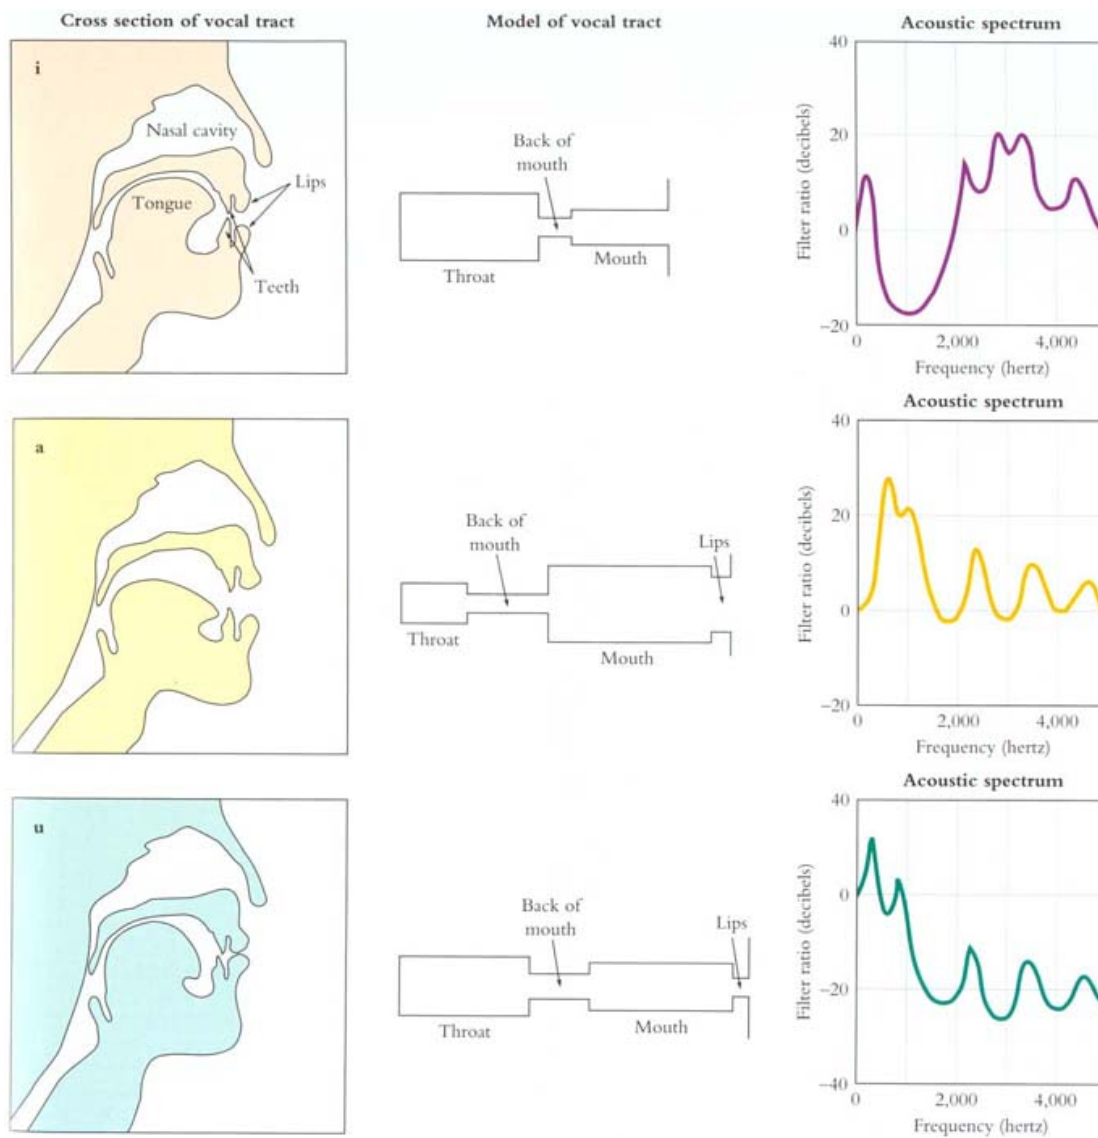 Cross section of vocal tract
Model of vocal tract
Acoustic spectrum
i
Nasal cavity
Tongue
Lips
Teeth
Back of
mouth
Throat
Mouth
40
20
0
−20
Filter ratio (decibels)
0
2,000
4,000
Frequency (hertz)
Acoustic spectrum
a
Back of
mouth
Lips
Throat
Mouth
40
20
0
−20
Filter ratio (decibels)
0
2,000
4,000
Frequency (hertz)
Acoustic spectrum
u
Back of
mouth
Lips
Throat
Mouth
40
0
−20
−40
Filter ratio (decibels)
0
2,000
4,000
Frequency (hertz)